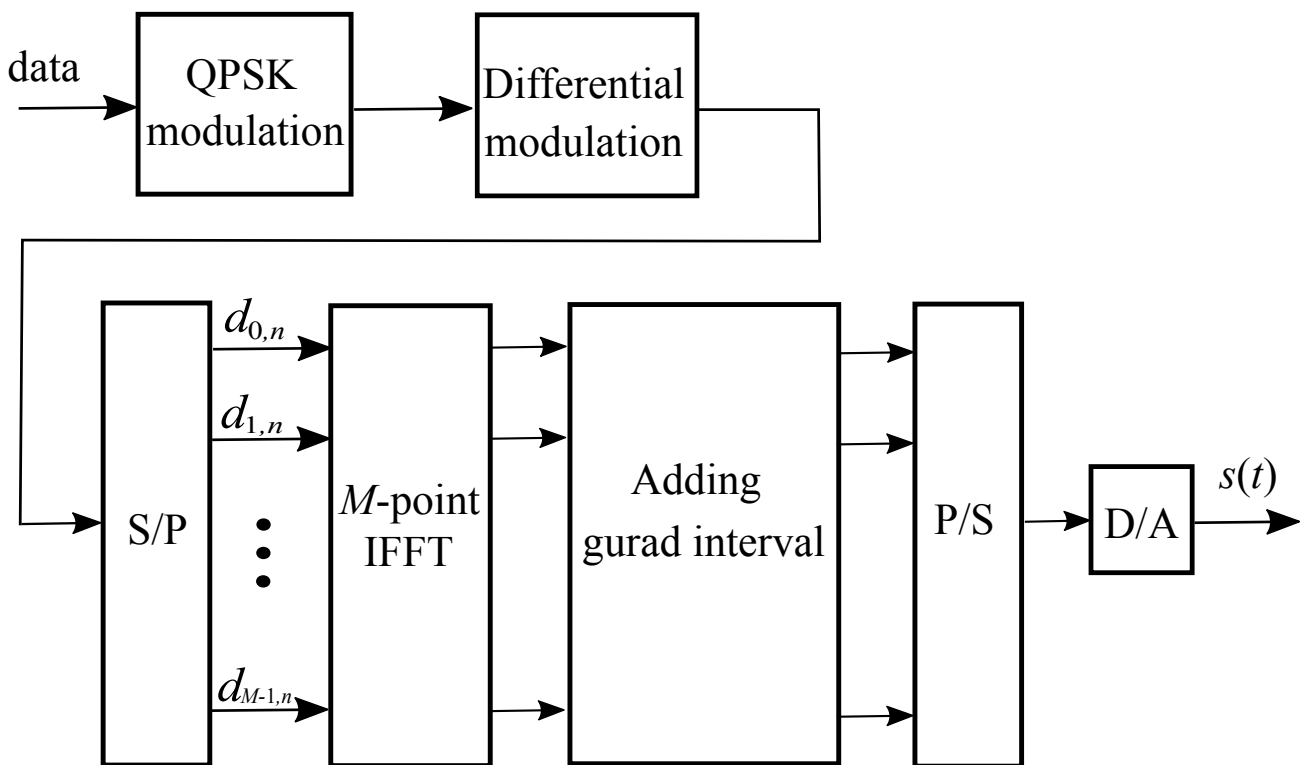 data
QPSK
modulation
Differential
modulation
d0,n
d1,n
dM-1,n
S/P
M-point
IFFT
Adding
gurad interval
P/S
D/A
s(t)